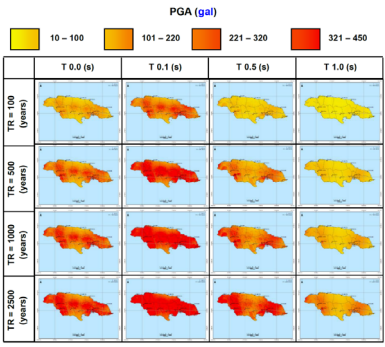 PGA (gal)
10 – 100 101 – 220 221 – 320 321 – 450
T 0.0 (s) T 0.1 (s) T 0.5 (s) T 1.0 (s)
TR = 100 (years)
TR = 500 (years)
TR = 1000 (years)
TR = 2500 (years)